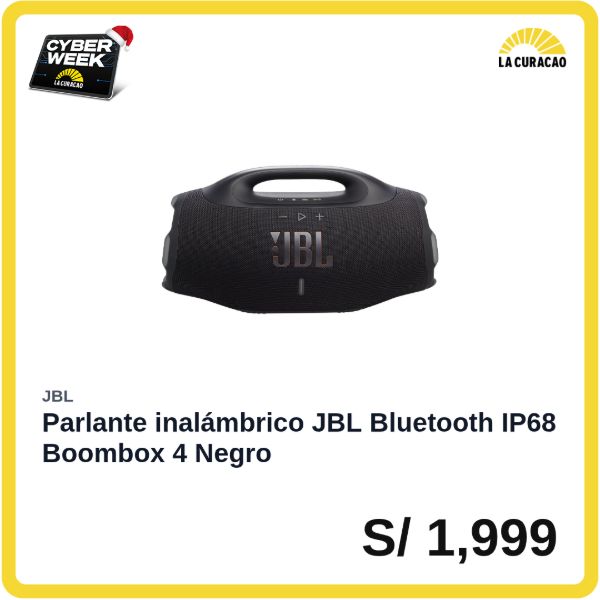 CYBER
WEEK
LA CURACAO
LA CURACAO
JBL
JBL
Parlante inalámbrico JBL Bluetooth IP68
Boombox 4 Negro
S/ 1,999